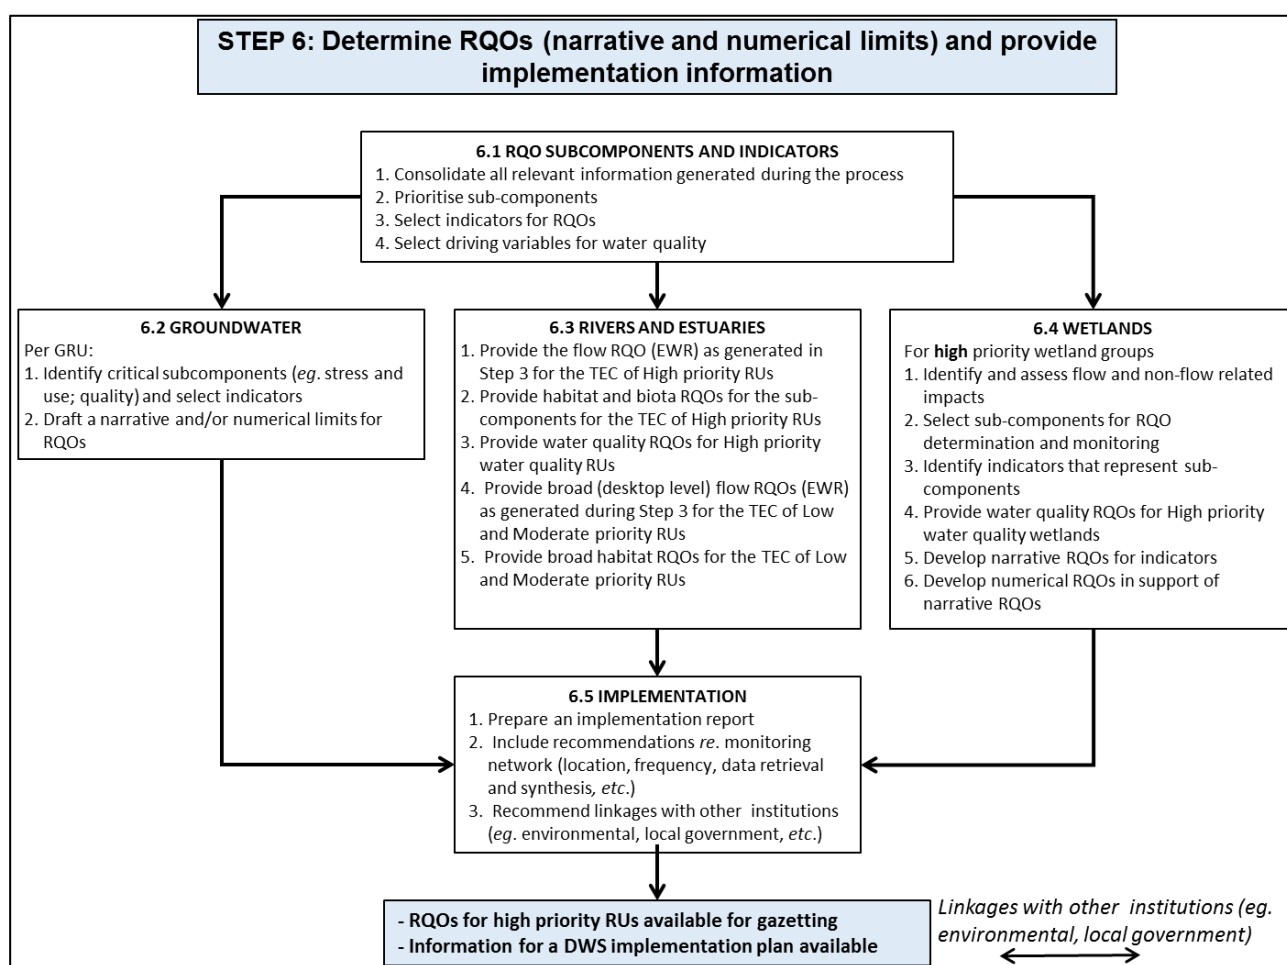 STEP 6: Determine RQOs (narrative and numerical limits) and provide
implementation information
6.1 RQO SUBCOMPONENTS AND INDICATORS
1. Consolidate all relevant information generated during the process
2. Prioritise sub-components
3. Select indicators for RQOs
4. Select driving variables for water quality
6.2 GROUNDWATER
Per GRU:
1. Identify critical subcomponents (eg. stress and
use; quality) and select indicators
2. Draft a narrative and/or numerical limits for
RQOs
6.3 RIVERS AND ESTUARIES
1. Provide the flow RQO (EWR) as generated in
Step 3 for the TEC of High priority RUs
2. Provide habitat and biota RQOs for the sub-
components for the TEC of High priority RUs
3. Provide water quality RQOs for High priority
water quality RUs
4. Provide broad (desktop level) flow RQOs (EWR)
as generated during Step 3 for the TEC of Low
and Moderate priority RUs
5. Provide broad habitat RQOs for the TEC of Low
and Moderate priority RUs
6.4 WETLANDS
For high priority wetland groups
1. Identify and assess flow and non-flow related
impacts
2. Select sub-components for RQO
determination and monitoring
3. Identify indicators that represent sub-
components
4. Provide water quality RQOs for High priority
water quality wetlands
5. Develop narrative RQOs for indicators
6. Develop numerical RQOs in support of
narrative RQOs
6.5 IMPLEMENTATION
1. Prepare an implementation report
2. Include recommendations re. monitoring
network (location, frequency, data retrieval
and synthesis, etc.)
3. Recommend linkages with other institutions
(eg. environmental, local government, etc.)
- RQOs for high priority RUs available for gazetting
- Information for a DWS implementation plan available
Linkages with other institutions (eg.
environmental, local government)